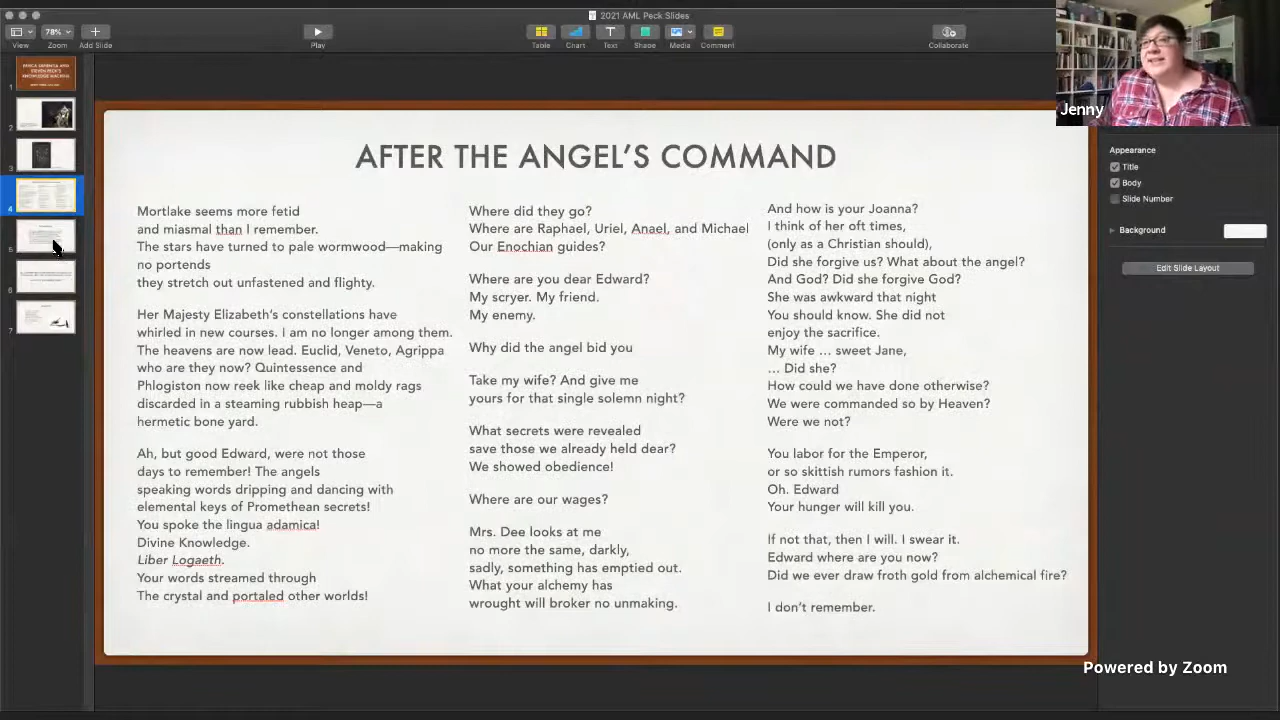 2021 AML Peck Slides
78%
View
Zoom
Add Slide
Play
Table
Chart
Text
Shape
Media
Comment
Collaborate
Jenny
1
2
3
4
5
6
7
AFTER THE ANGEL'S COMMAND
Mortlake seems more fetid
and miasmal than I remember.
The stars have turned to pale wormwood—making
no portends
they stretch out unfastened and flighty.
Her Majesty Elizabeth's constellations have
whirled in new courses. I am no longer among them.
The heavens are now lead. Euclid, Veneto, Agrippa
who are they now? Quintessence and
Phlogiston now reek like cheap and moldy rags
discarded in a steaming rubbish heap—a
hermetic bone yard.
Ah, but good Edward, were not those
days to remember! The angels
speaking words dripping and dancing with
elemental keys of Promethean secrets!
You spoke the lingua adamica!
Divine Knowledge.
Liber Logaeth.
Your words streamed through
The crystal and portaled other worlds!
Where did they go?
Where are Raphael, Uriel, Anael, and Michael
Our Enochian guides?
Where are you dear Edward?
My scryer. My friend.
My enemy.
Why did the angel bid you
Take my wife? And give me
yours for that single solemn night?
What secrets were revealed
save those we already held dear?
We showed obedience!
Where are our wages?
Mrs. Dee looks at me
no more the same, darkly,
sadly, something has emptied out.
What your alchemy has
wrought will broker no unmaking.
And how is your Joanna?
I think of her oft times,
(only as a Christian should),
Did she forgive us? What about the angel?
And God? Did she forgive God?
She was awkward that night
You should know. She did not
enjoy the sacrifice.
My wife … sweet Jane,
… Did she?
How could we have done otherwise?
We were commanded so by Heaven?
Were we not?
You labor for the Emperor,
or so skittish rumors fashion it.
Oh. Edward
Your hunger will kill you.
If not that, then I will. I swear it.
Edward where are you now?
Did we ever draw froth gold from alchemical fire?
I don't remember.
Appearance
Title
Body
Slide Number
Background
Edit Slide Layout
Powered by Zoom